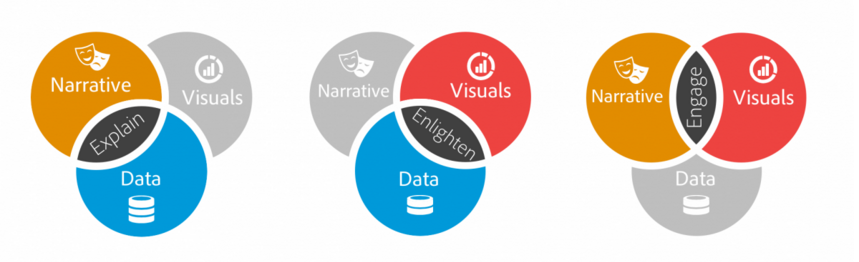 Narrative
Visuals
Explain
Data
Narrative
Visuals
Enlighten
Data
Narrative
Engage
Visuals
Data